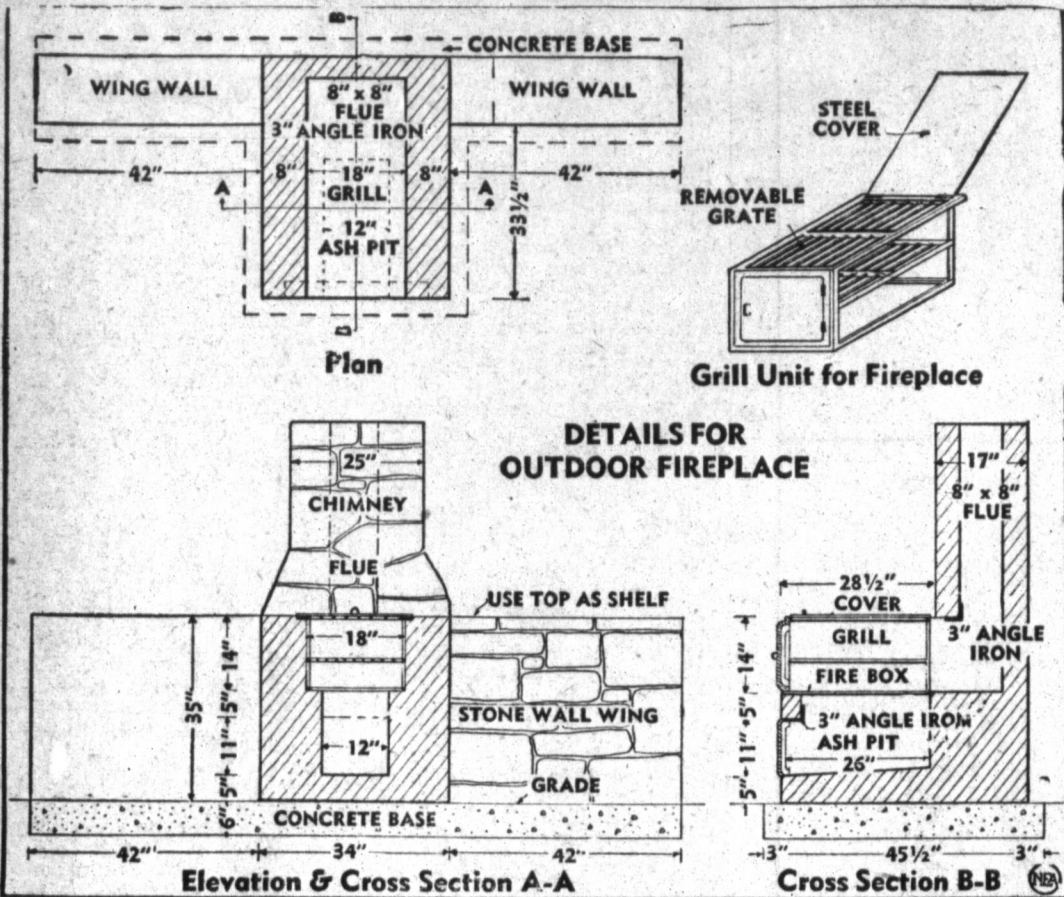 B
CONCRETE BASE
WING WALL
8" x 8"
FLUE
3" ANGLE IRON
WING WALL
42"
8"
18"
GRILL
8"
42"
A
A
12"
ASH PIT
33½"
Plan
STEEL
COVER
REMOVABLE
GRATE
Grill Unit for Fireplace
DETAILS FOR
OUTDOOR FIREPLACE
25"
CHIMNEY
FLUE
USE TOP AS SHELF
18"
35"
6" 5" 11" 5" 14"
STONE WALL WING
12"
GRADE
CONCRETE BASE
42" 34" 42"
Elevation & Cross Section A-A
17"
8" x 8"
FLUE
28½"
COVER
GRILL
3" ANGLE
IRON
FIRE BOX
3" ANGLE IRON
ASH PIT
26"
5" 11" 5" 14"
3" 45½" 3"
Cross Section B-B
NEA